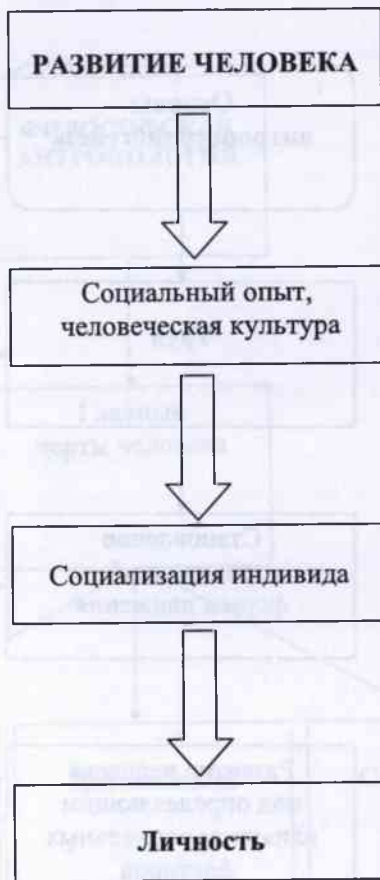 РАЗВИТИЕ ЧЕЛОВЕКА
Социальный опыт,
человеческая культура
Социализация индивида
Личность